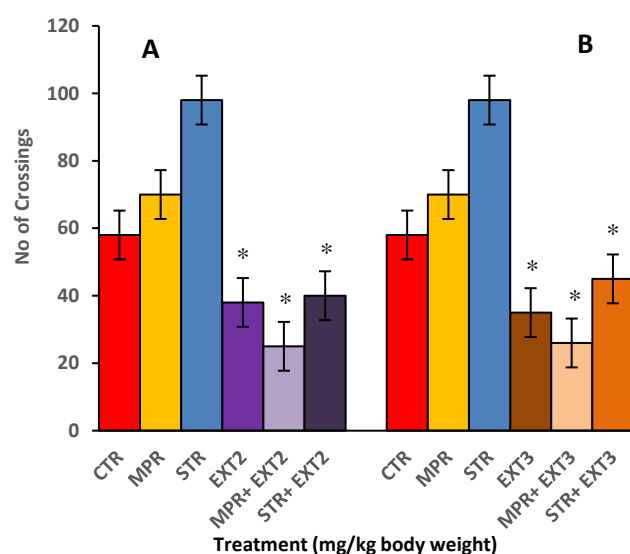 120
100
80
60
40
20
0
No of Crossings
A
B
*
*
*
*
*
*
CTR
MPR
STR
EXT2
MPR+ EXT2
STR+ EXT2
CTR
MPR
STR
EXT3
MPR+ EXT3
STR+ EXT3
Treatment (mg/kg body weight)